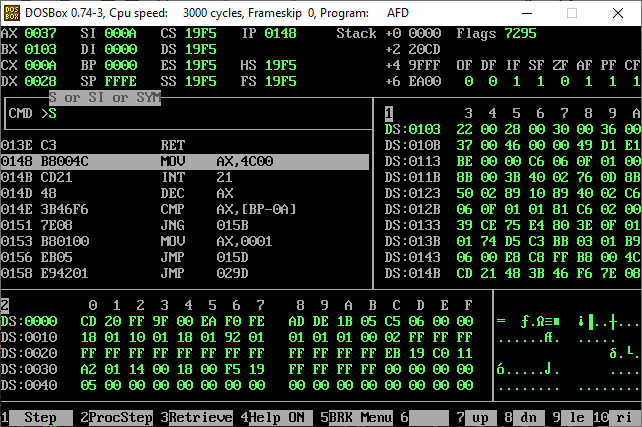 DOSBox 0.74-3, Cpu speed: 3000 cycles, Frameskip 0, Program: AFD
AX 0037 SI 000A CS 19F5 IP 0148 Stack +0 0000 Flags 7295
BX 0103 DI 0000 DS 19F5 +2 20CD
CX 000A BP 0000 ES 19F5 HS 19F5 +4 9FFF OF DF IF SF ZF AF PF CF
DX 0028 SP FFFE SS 19F5 FS 19F5 +6 EA00 0 0 1 1 0 1 1 1
S or SI or SYM
CMD >S
1 3 4 5 6 7 8 9 A
DS:0103 22 00 28 00 30 00 36 00
DS:010B 37 00 46 00 00 49 D1 E1
DS:0113 BE 00 00 C6 06 0F 01 00
DS:011B 8B 00 3B 40 02 76 0D 8B
DS:0123 50 02 89 10 89 40 02 C6
DS:012B 06 0F 01 01 81 C6 02 00
DS:0133 39 CE 75 E4 80 3E 0F 01
DS:013B 01 74 D5 C3 BB 03 01 B9
DS:0143 06 00 E8 C8 FF B8 00 4C
DS:014B CD 21 48 3B 46 F6 7E 08
013E C3 RET
0148 B8004C MOV AX,4C00
014B CD21 INT 21
014D 48 DEC AX
014E 3B46F6 CMP AX,[BP-0A]
0151 7E08 JNG 015B
0153 B80100 MOV AX,0001
0156 EB05 JMP 015D
0158 E94201 JMP 029D
2 0 1 2 3 4 5 6 7 8 9 A B C D E F
DS:0000 CD 20 FF 9F 00 EA F0 FE AD DE 1B 05 C5 06 00 00
DS:0010 18 01 10 01 18 01 92 01 01 01 01 00 02 FF FF FF
DS:0020 FF FF FF FF FF FF FF FF FF FF FF FF EB 19 C0 11
DS:0030 A2 01 14 00 18 00 F5 19 FF FF FF FF 00 00 00 00
DS:0040 05 00 00 00 00 00 00 00 00 00 00 00 00 00 00 00
1 Step 2 ProcStep 3 Retrieve 4 Help ON 5 BRK Menu 6 7 up 8 dn 9 le 10 ri